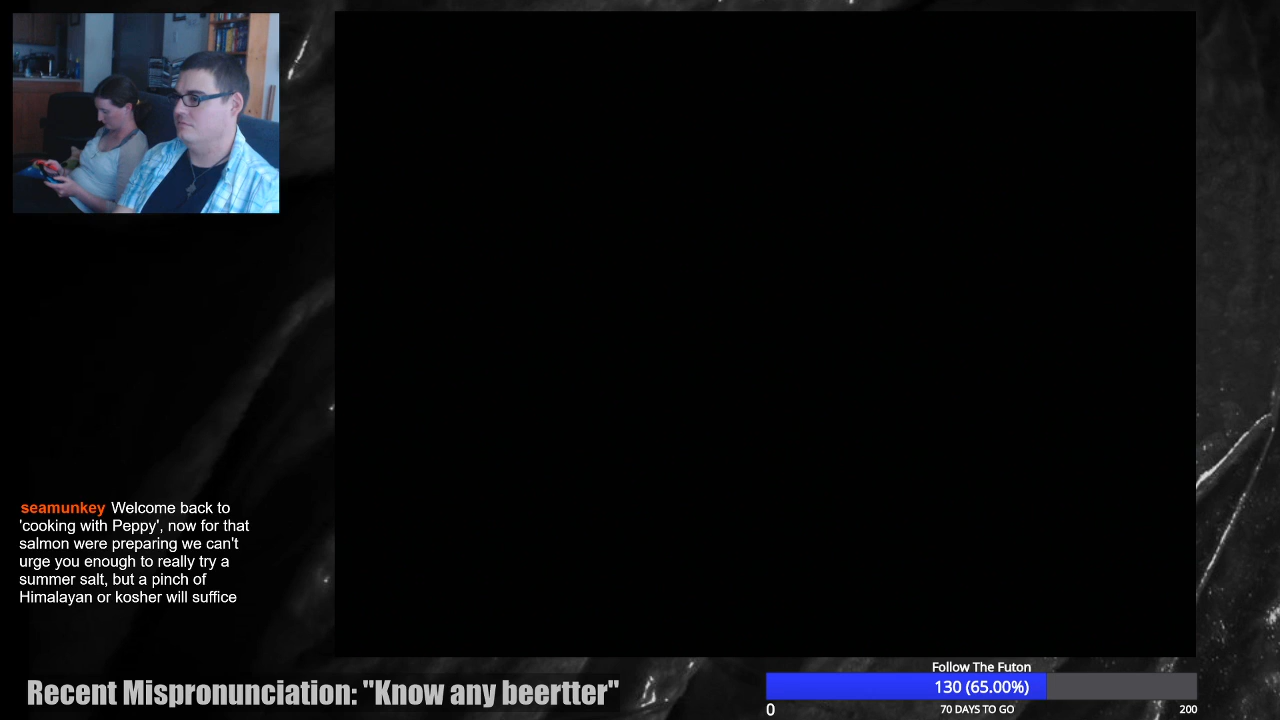 seamunkey Welcome back to
'cooking with Peppy', now for that
salmon were preparing we can't
urge you enough to really try a
summer salt, but a pinch of
Himalayan or kosher will suffice
Recent Mispronunciation: "Know any beertter"
Follow The Futon
130 (65.00%)
0
70 DAYS TO GO
200